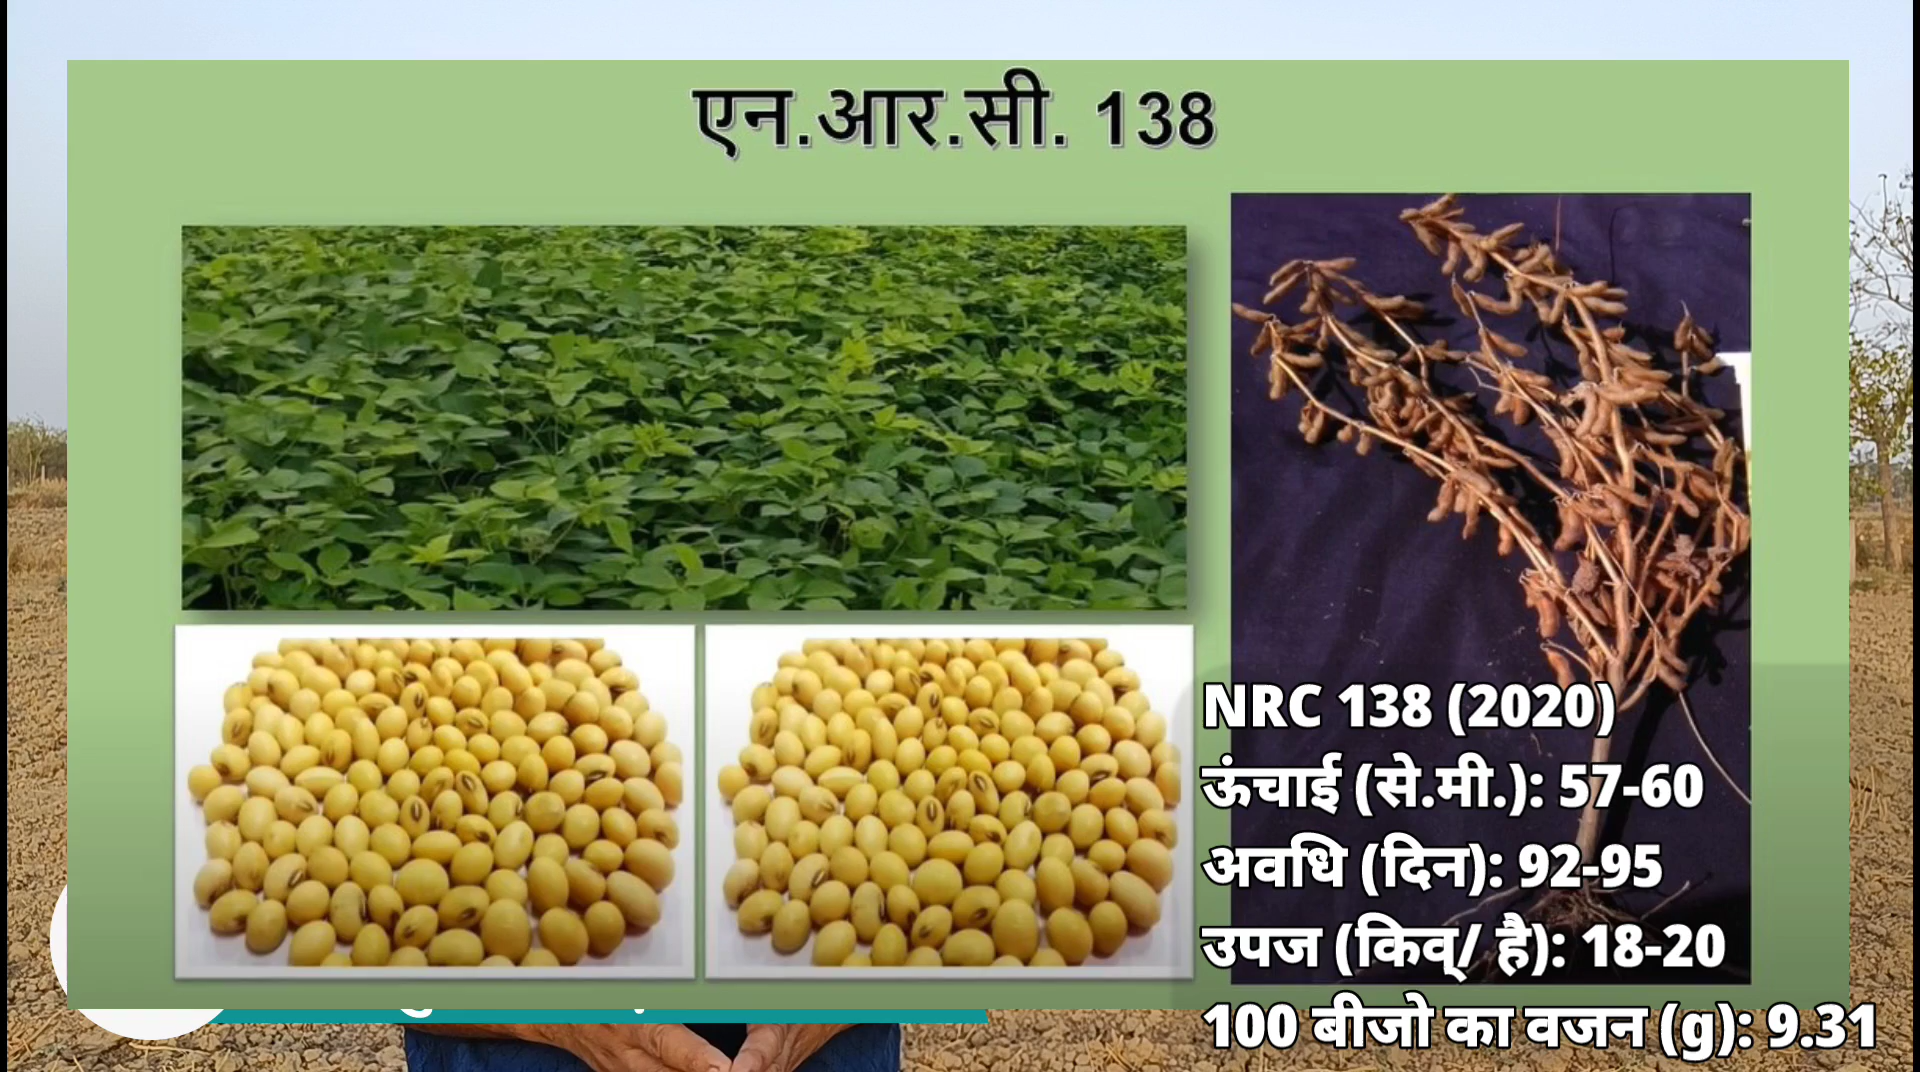 एन.आर.सी. 138
NRC 138 (2020)
ऊंचाई (से.मी.): 57-60
अवधि (दिन): 92-95
उपज (किव्/ है): 18-20
100 बीजो का वजन (g): 9.31